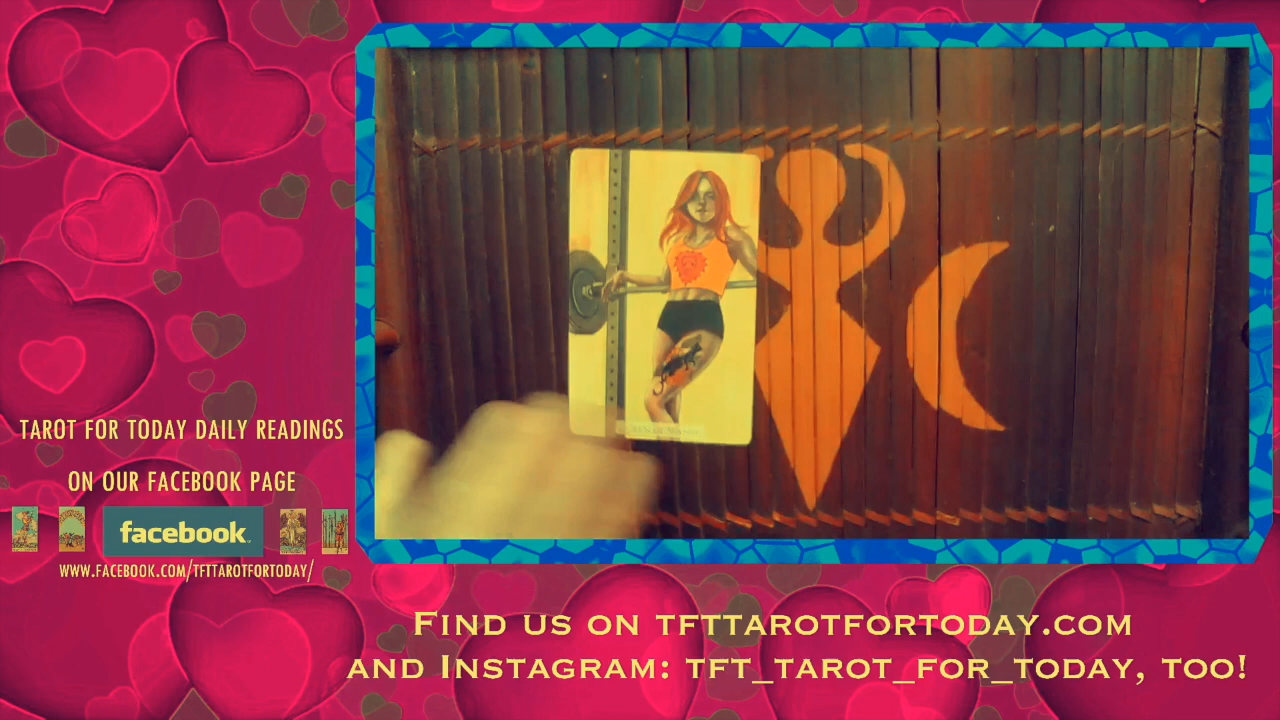 TAROT FOR TODAY DAILY READINGS
ON OUR FACEBOOK PAGE
facebook
WWW.FACEBOOK.COM/TFTTAROTFORTODAY/
FIND US ON TFTTAROTFORTODAY.COM
AND INSTAGRAM: TFT_TAROT_FOR_TODAY, TOO!